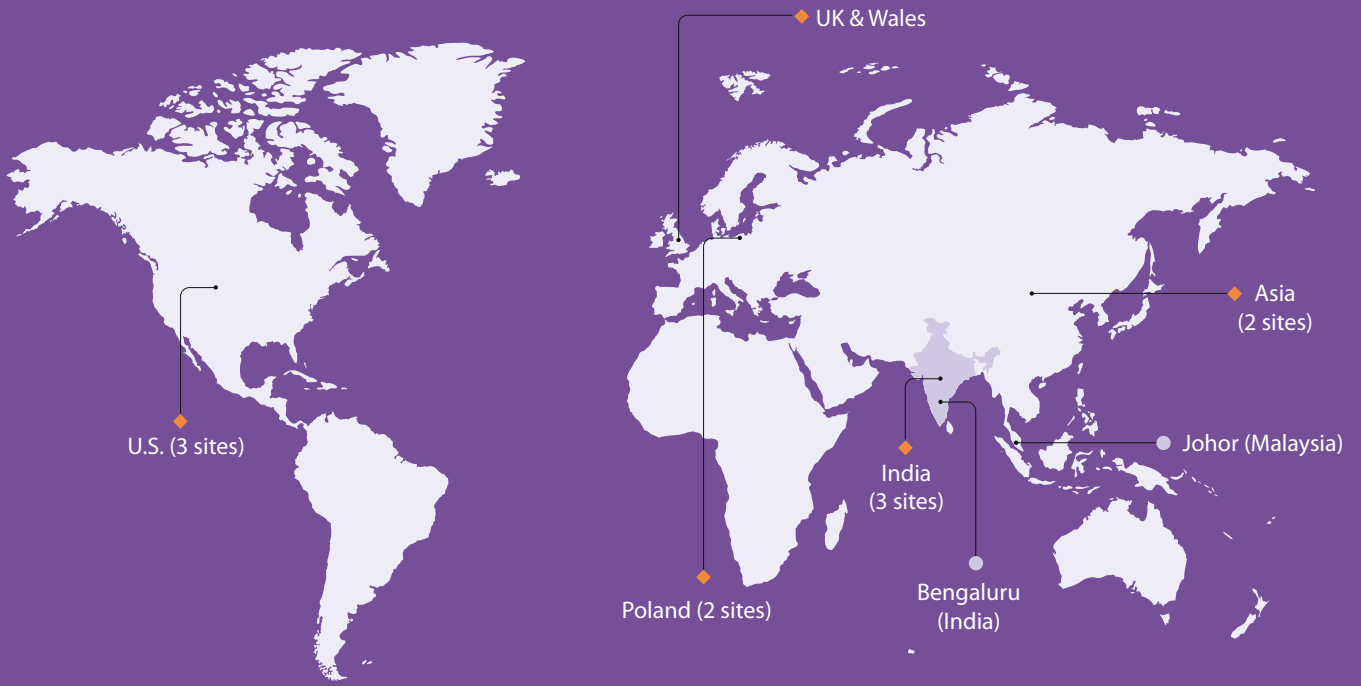 UK & Wales
Asia
(2 sites)
U.S. (3 sites)
Johor (Malaysia)
India
(3 sites)
Bengaluru
(India)
Poland (2 sites)